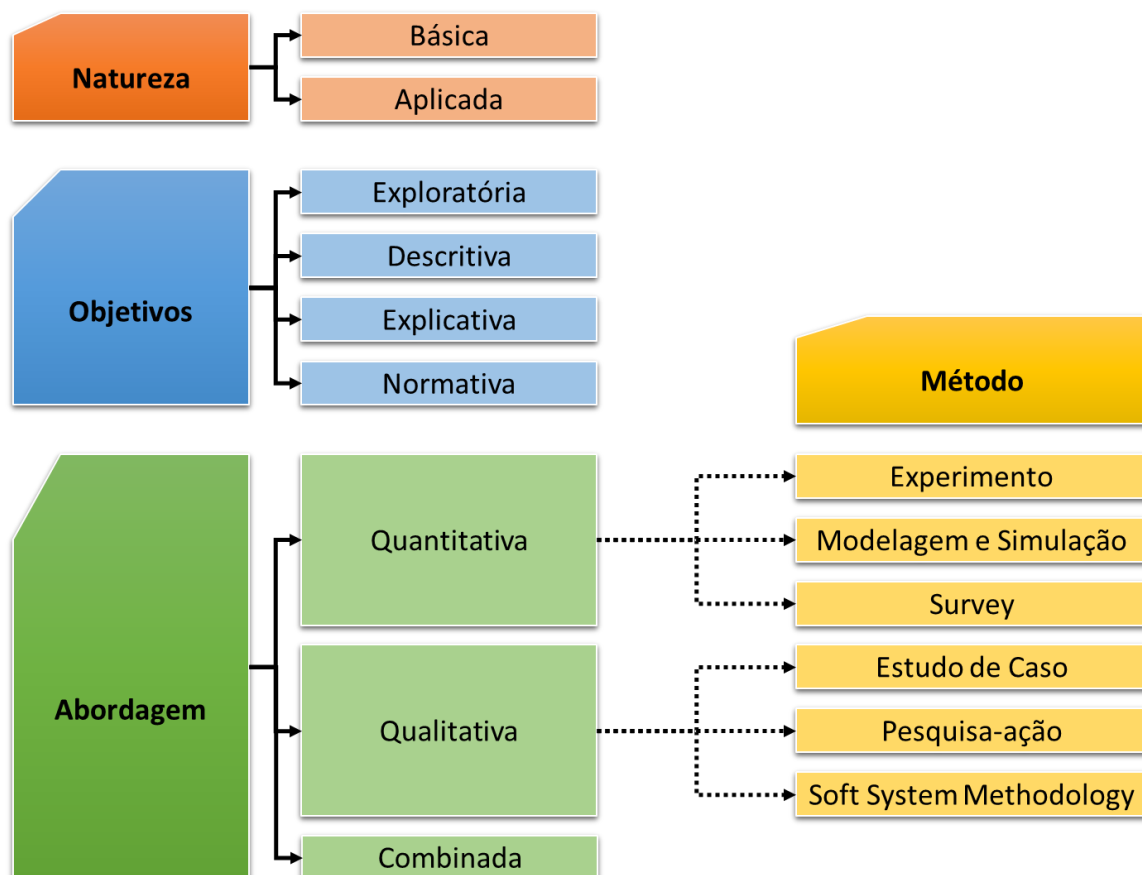 Natureza
Básica
Aplicada
Objetivos
Exploratória
Descritiva
Explicativa
Normativa
Método
Abordagem
Quantitativa
Experimento
Modelagem e Simulação
Survey
Qualitativa
Estudo de Caso
Pesquisa-ação
Soft System Methodology
Combinada